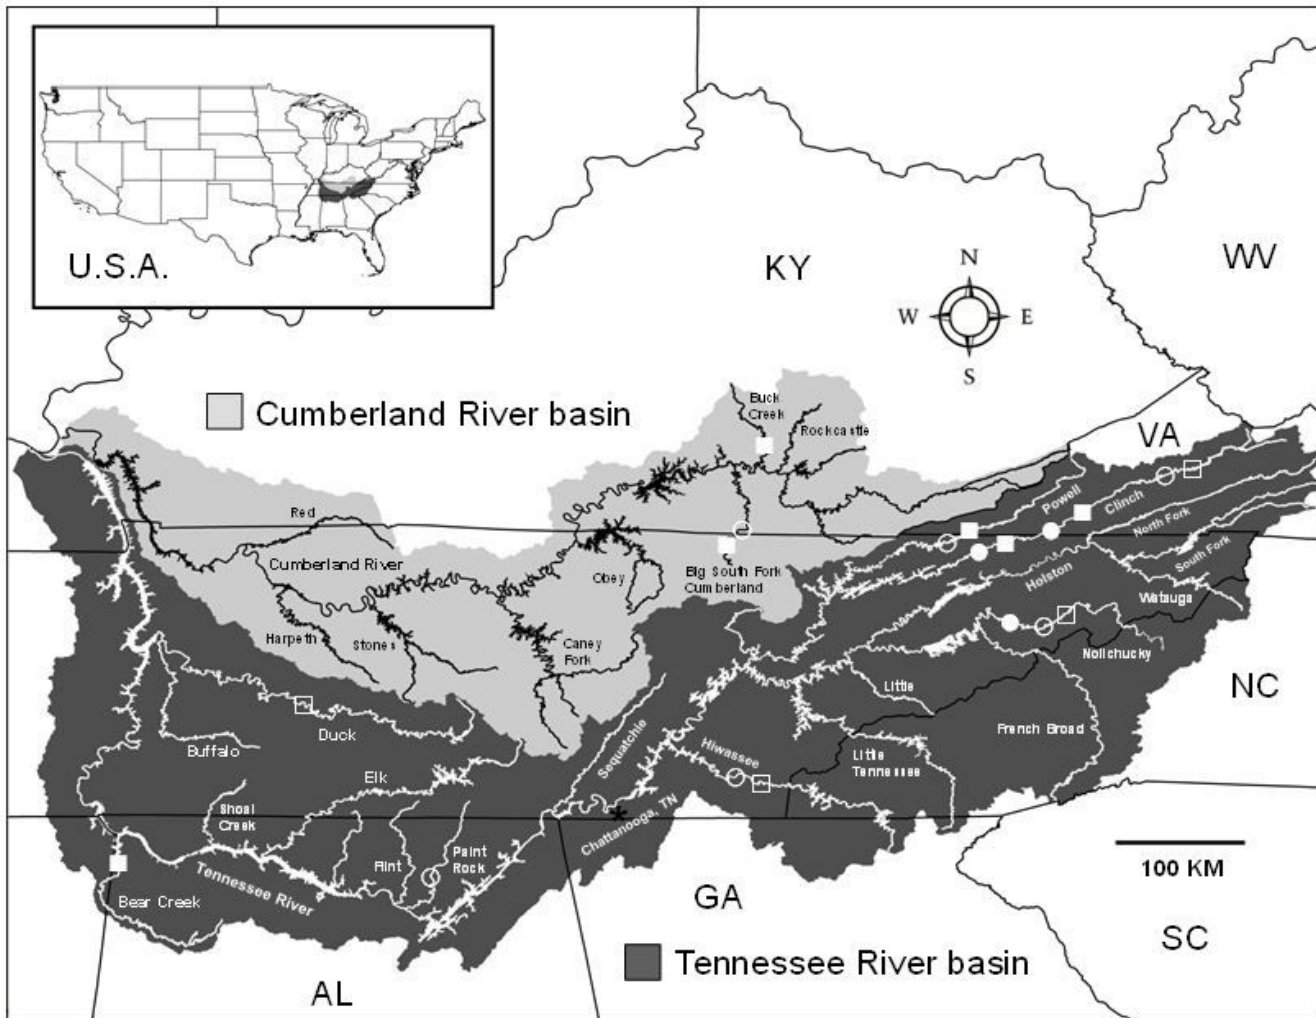 U.S.A.
KY
WV
N
W
E
S
Cumberland River basin
Buck
Creek
Rockcastle
VA
Powell
Clinch
North Fork
South Fork
Red
Cumberland River
Obey
Big South Fork
Cumberland
Holston
Watauga
Harpeth
Stones
Caney
Fork
Nolichucky
NC
Little
French Broad
Duck
Buffalo
Sequatchie
Hiwassee
Little
Tennessee
Elk
Shoal
Creek
Chattanooga, TN
*
Flint
Paint
Rock
100 KM
Tennessee River
Bear Creek
GA
SC
Tennessee River basin
AL